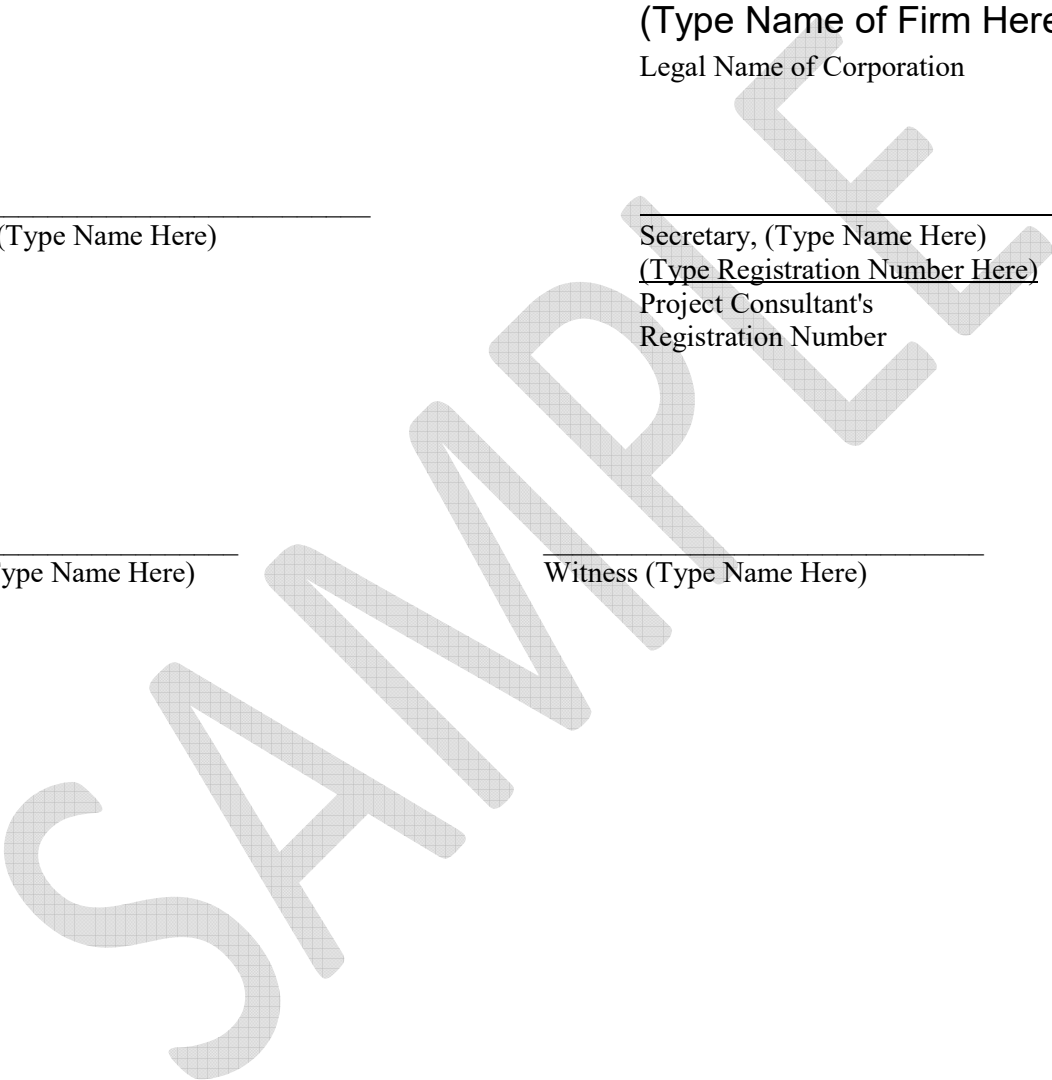 (Type Name of Firm Here
Legal Name of Corporation
(Type Name Here)
Secretary, (Type Name Here)
(Type Registration Number Here)
Project Consultant's
Registration Number
ype Name Here)
Witness (Type Name Here)
SAMPLE